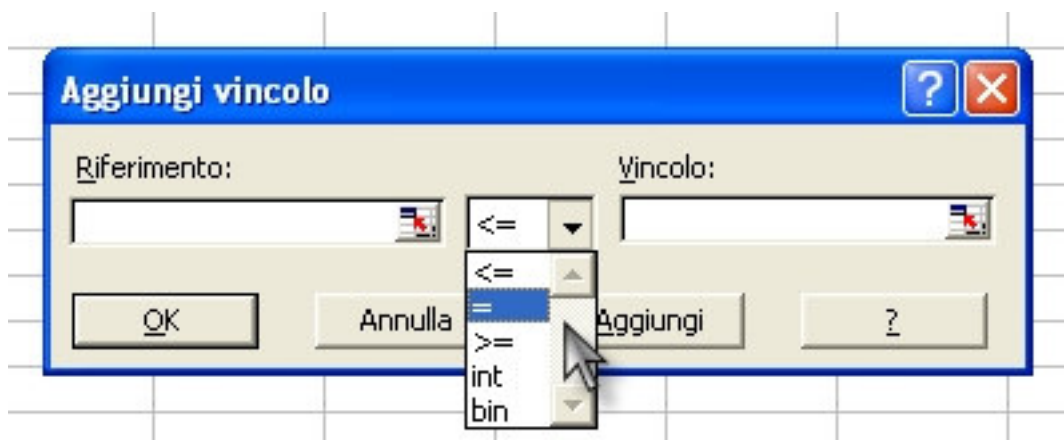 Aggiungi vincolo ?
Riferimento: Vincolo:
<=
<=
=
>=
int
bin
OK Annulla Aggiungi ?